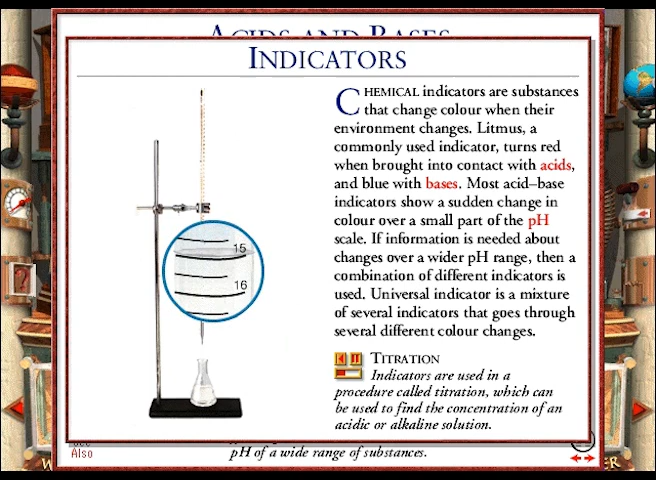 ACIDS AND BASES
INDICATORS
CHEMICAL indicators are substances
that change colour when their
environment changes. Litmus, a
commonly used indicator, turns red
when brought into contact with acids,
and blue with bases. Most acid–base
indicators show a sudden change in
colour over a small part of the pH
scale. If information is needed about
changes over a wider pH range, then a
combination of different indicators is
used. Universal indicator is a mixture
of several indicators that goes through
several different colour changes.
15
16
TITRATION
Indicators are used in a
procedure called titration, which can
be used to find the concentration of an
acidic or alkaline solution.
See
Also
pH of a wide range of substances.